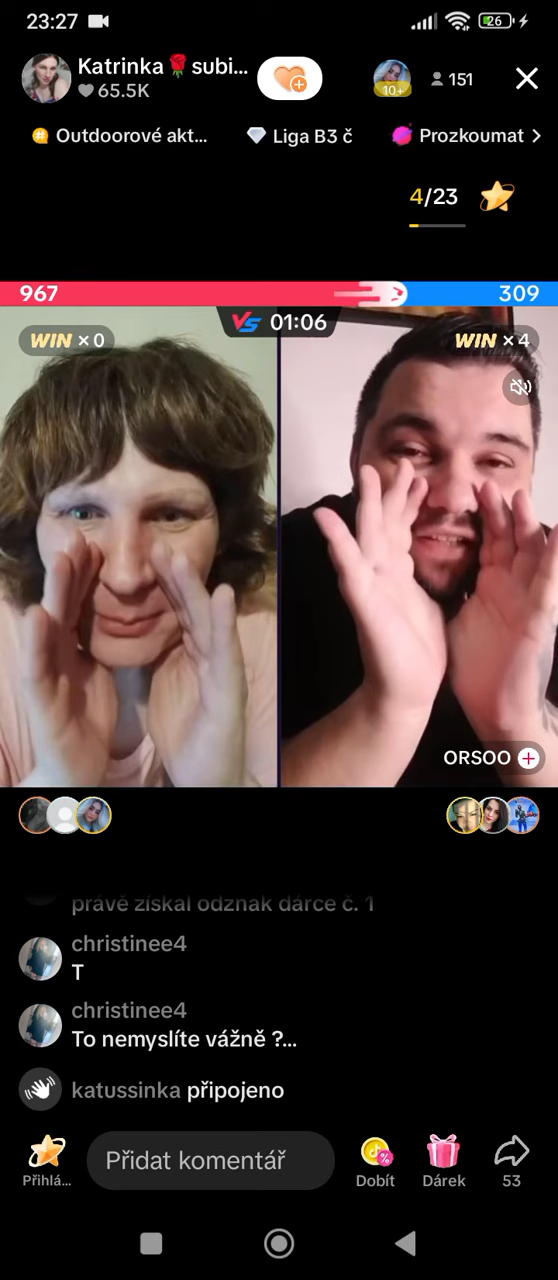 23:27
26
Katrinka🌹subi...
65.5K
10+
151
Outdoorové akt...
Liga B3 č
Prozkoumat
4/23
967
309
VS 01:06
WIN × 0
WIN × 4
ORSOO
právě získal odznak dárce č. 1
christinee4
T
christinee4
To nemyslíte vážně ?...
katussinka připojeno
Přihlá...
Přidat komentář
Dobít
Dárek
53